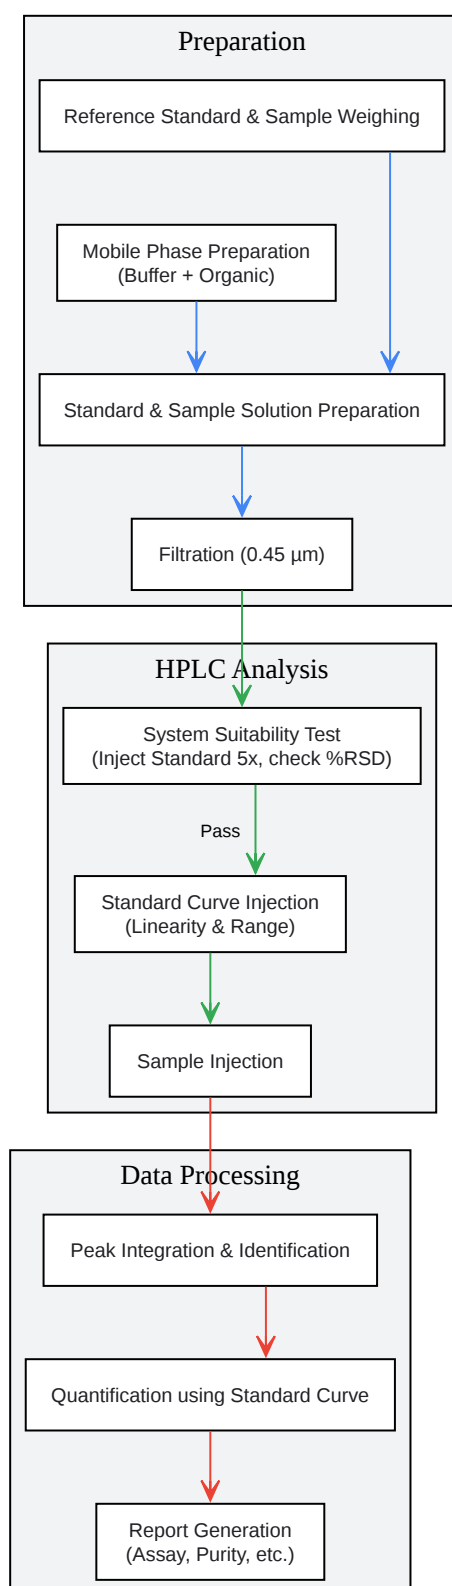 Preparation
Reference Standard & Sample Weighing
Mobile Phase Preparation
(Buffer + Organic)
Standard & Sample Solution Preparation
Filtration (0.45 µm)
HPLC Analysis
System Suitability Test
(Inject Standard 5x, check %RSD)
Pass
Standard Curve Injection
(Linearity & Range)
Sample Injection
Data Processing
Peak Integration & Identification
Quantification using Standard Curve
Report Generation
(Assay, Purity, etc.)